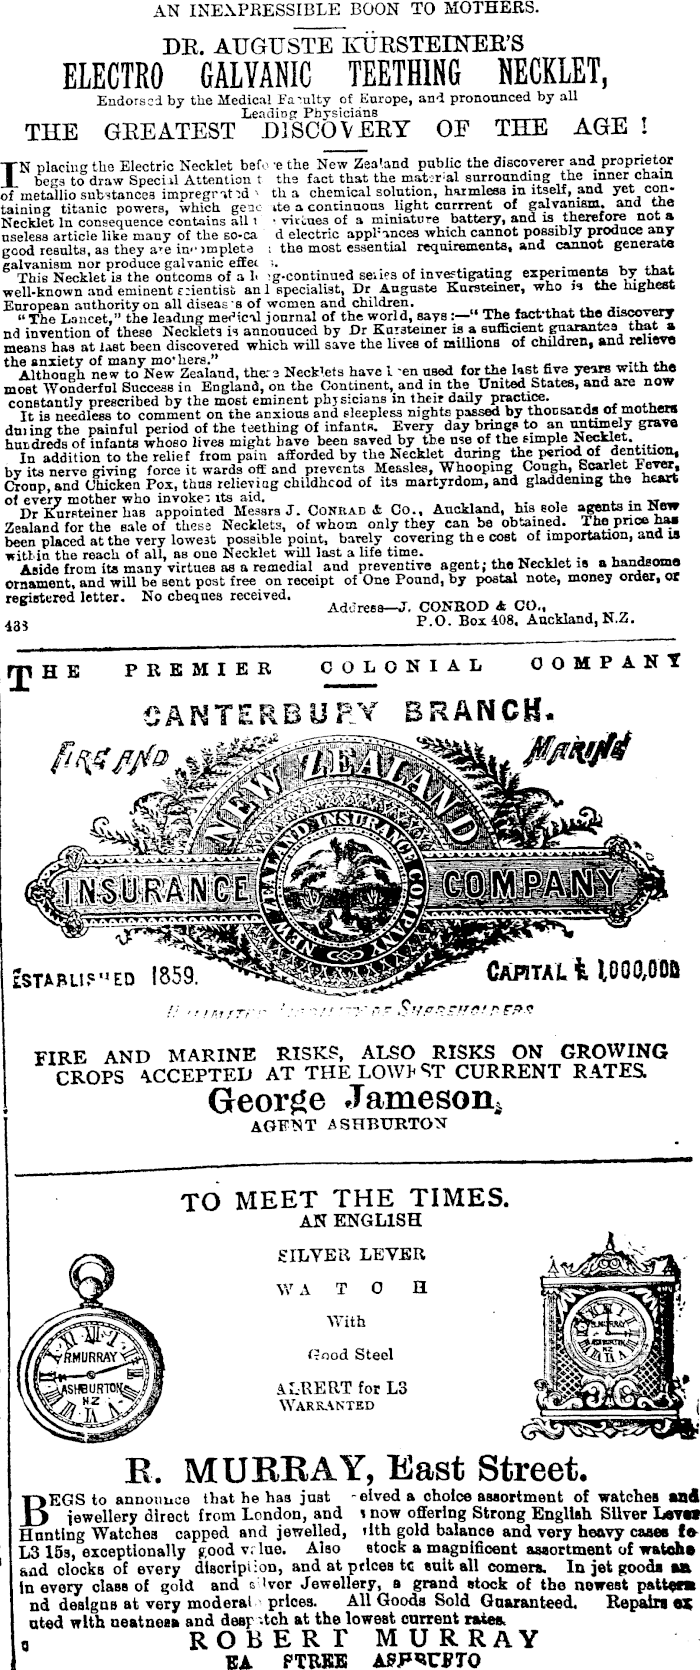 AN INEXPRESSIBLE BOON TO MOTHERS.
DR. AUGUSTE KÜRSTEINER'S
ELECTRO GALVANIC TEETHING NECKLET,
Endorsed by the Medical Faculty of Europe, and pronounced by all
Leading Physicians
THE GREATEST DISCOVERY OF THE AGE !
IN placing the Electric Necklet before the New Zealand public the discoverer and proprietor
begs to draw Special Attention t the fact that the material surrounding the inner chain
of metallio substances impregnated th a chemical solution, harmless in itself, and yet con-
taining titanic powers, which gene ate a continuous light currrent of galvanism. and the
Necklet In consequence contains all t virtues of a miniature battery, and is therefore not a
useless article like many of the so-ca d electric appliances which cannot possibly produce any
good results, as they are incomplete the most essential requirements, and cannot generate
galvanism nor produce galvanic effec s.
This Necklet is the outcoms of a long-continued series of investigating experiments by that
well-known and eminent scientist and specialist, Dr Auguste Kursteiner, who is the highest
European authority on all diseases of women and children.
"The Lancet," the leading medical journal of the world, says :—"The fact that the discovery
nd invention of these Necklets is announced by Dr Kursteiner is a sufficient guarantee that a
means has at last been discovered which will save the lives of millions of children, and relieve
the anxiety of many mothers."
Although new to New Zealand, these Necklets have been used for the last five years with the
most Wonderful Success in England, on the Continent, and in the United States, and are now
constantly prescribed by the most eminent physicians in their daily practice.
It is needless to comment on the anxious and sleepless nights passed by thousands of mothers
during the painful period of the teething of infants. Every day brings to an untimely grave
hundreds of infants whose lives might have been saved by the use of the simple Necklet.
In addition to the relief from pain afforded by the Necklet during the period of dentition,
by its nerve giving force it wards off and prevents Measles, Whooping Cough, Scarlet Fever,
Croup, and Chicken Pox, thus relieving childhood of its martyrdom, and gladdening the heart
of every mother who invokes its aid.
Dr Kursteiner has appointed Messrs J. CONRAD & Co., Auckland, his sole agents in New
Zealand for the sale of these Necklets, of whom only they can be obtained. The price has
been placed at the very lowest possible point, barely covering the cost of importation, and is
within the reach of all, as one Necklet will last a life time.
Aside from its many virtues as a remedial and preventive agent; the Necklet is a handsome
ornament, and will be sent post free on receipt of One Pound, by postal note, money order, or
registered letter. No cheques received.
Address—J. CONROD & CO.,
433 P.O. Box 408, Auckland, N.Z.
THE PREMIER COLONIAL COMPANY
CANTERBURY BRANCH.
FIRE AND MARINE
NEW ZEALAND
INSURANCE COMPANY
NEW ZEALAND INSURANCE COMPANY
ESTABLISHED 1859. CAPITAL £1,000,000
UNLIMITED LIABILITY OF SHAREHOLDERS
FIRE AND MARINE RISKS, ALSO RISKS ON GROWING
CROPS ACCEPTED AT THE LOWEST CURRENT RATES.
George Jameson,
AGENT ASHBURTON
TO MEET THE TIMES.
AN ENGLISH
SILVER LEVER
WATCH
With
Good Steel
ALBERT for L3
WARRANTED
R.MURRAY
ASHBURTON
NZ
R.MURRAY
ASHBURTON
NZ
R. MURRAY, East Street.
BEGS to announce that he has just eived a choice assortment of watches and
jewellery direct from London, and now offering Strong English Silver Lever
Hunting Watches capped and jewelled, ith gold balance and very heavy cases fo
L3 15s, exceptionally good value. Also stock a magnificent assortment of watche
and clocks of every discription, and at prices to suit all comers. In jet goods an
in every class of gold and silver Jewellery, a grand stock of the newest pattern
nd designs at very moderat prices. All Goods Sold Guaranteed. Repairs ex
uted with neatness and despatch at the lowest current rates.
ROBERT MURRAY
EA STREE ASHBURTO